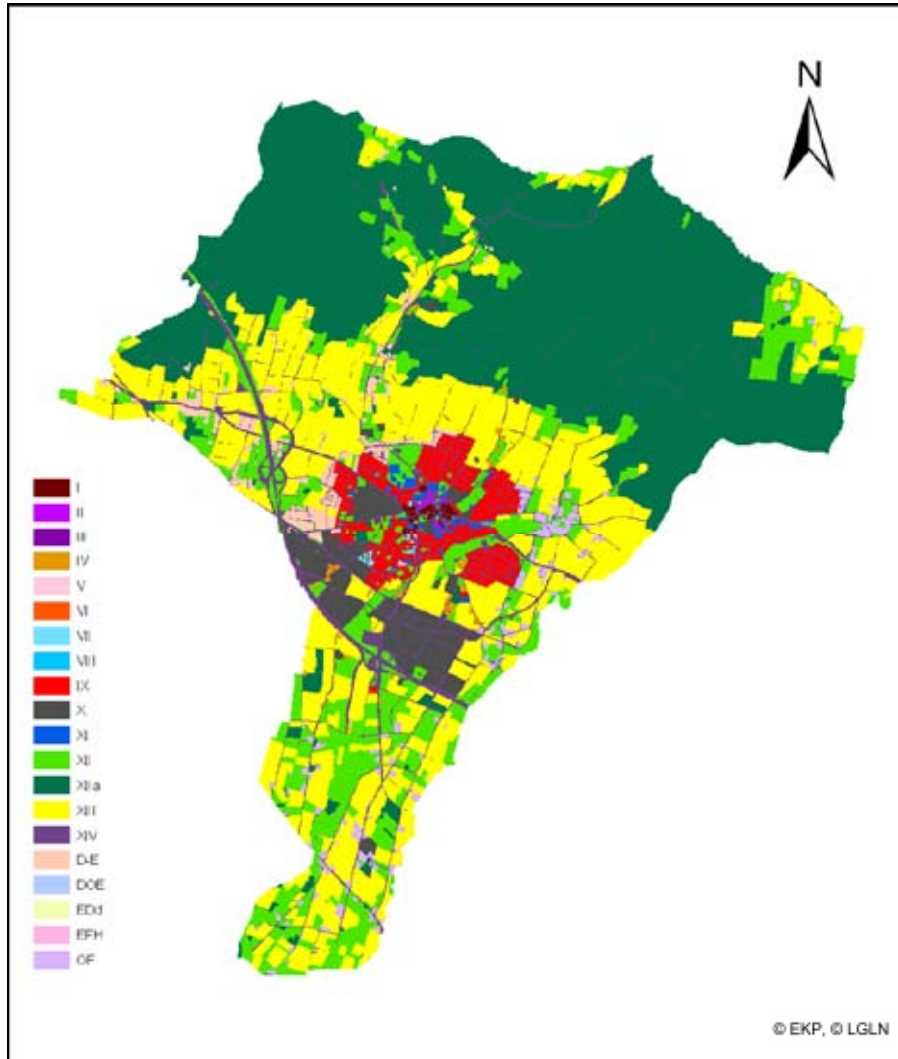 N
I
II
III
IV
V
VI
VII
VIII
IX
X
XI
XII
XIIa
XIII
XIV
D-E
DOE
EDd
EFH
OF
© EKP, © LGLN